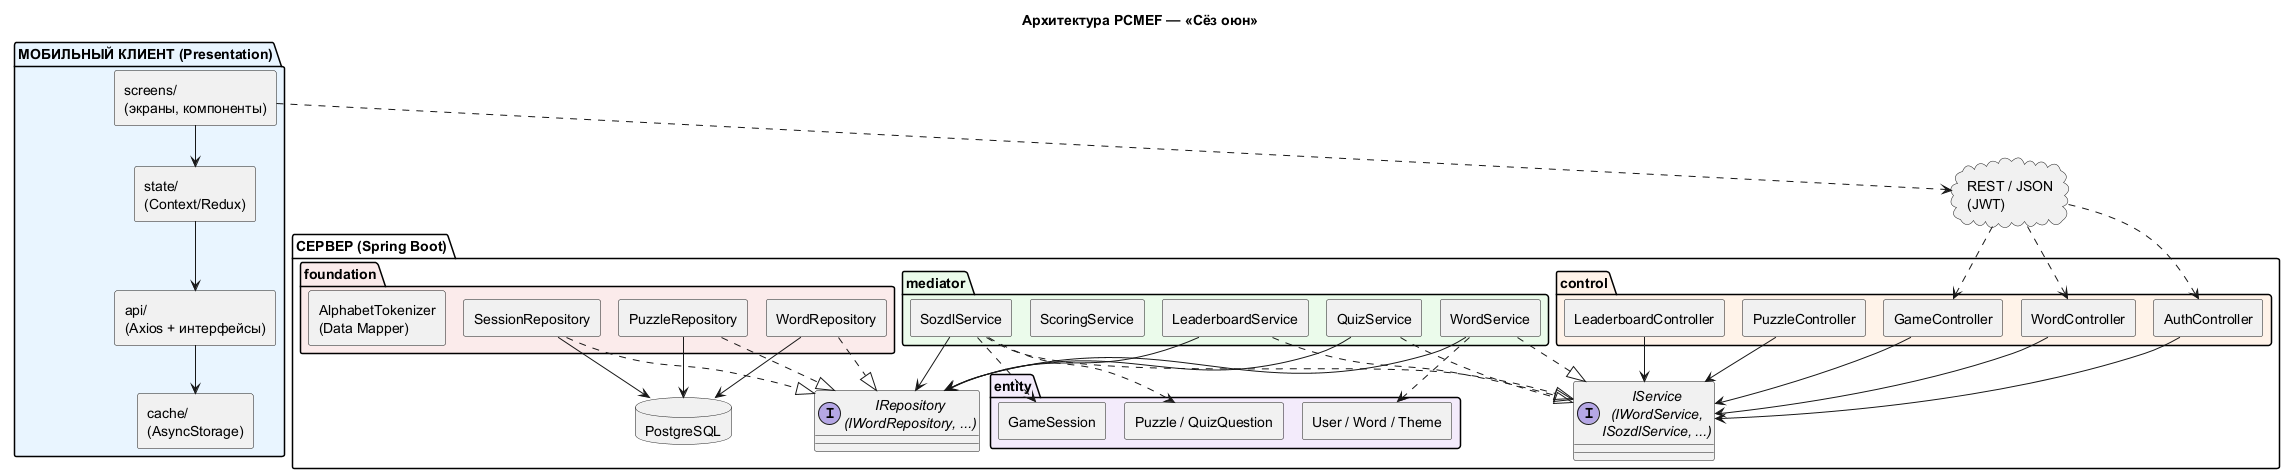 Архитектура PCMEF — «Сёз оюн»
МОБИЛЬНЫЙ КЛИЕНТ (Presentation)
screens/
(экраны, компоненты)
state/
(Context/Redux)
api/
(Axios + интерфейсы)
cache/
(AsyncStorage)
REST / JSON
(JWT)
СЕРВЕР (Spring Boot)
foundation
AlphabetTokenizer
(Data Mapper)
SessionRepository
PuzzleRepository
WordRepository
mediator
SozdlService
ScoringService
LeaderboardService
QuizService
WordService
control
LeaderboardController
PuzzleController
GameController
WordController
AuthController
PostgreSQL
I
IRepository
(IWordRepository, ...)
entity
GameSession
Puzzle / QuizQuestion
User / Word / Theme
I
IService
(IWordService,
ISozdlService, ...)